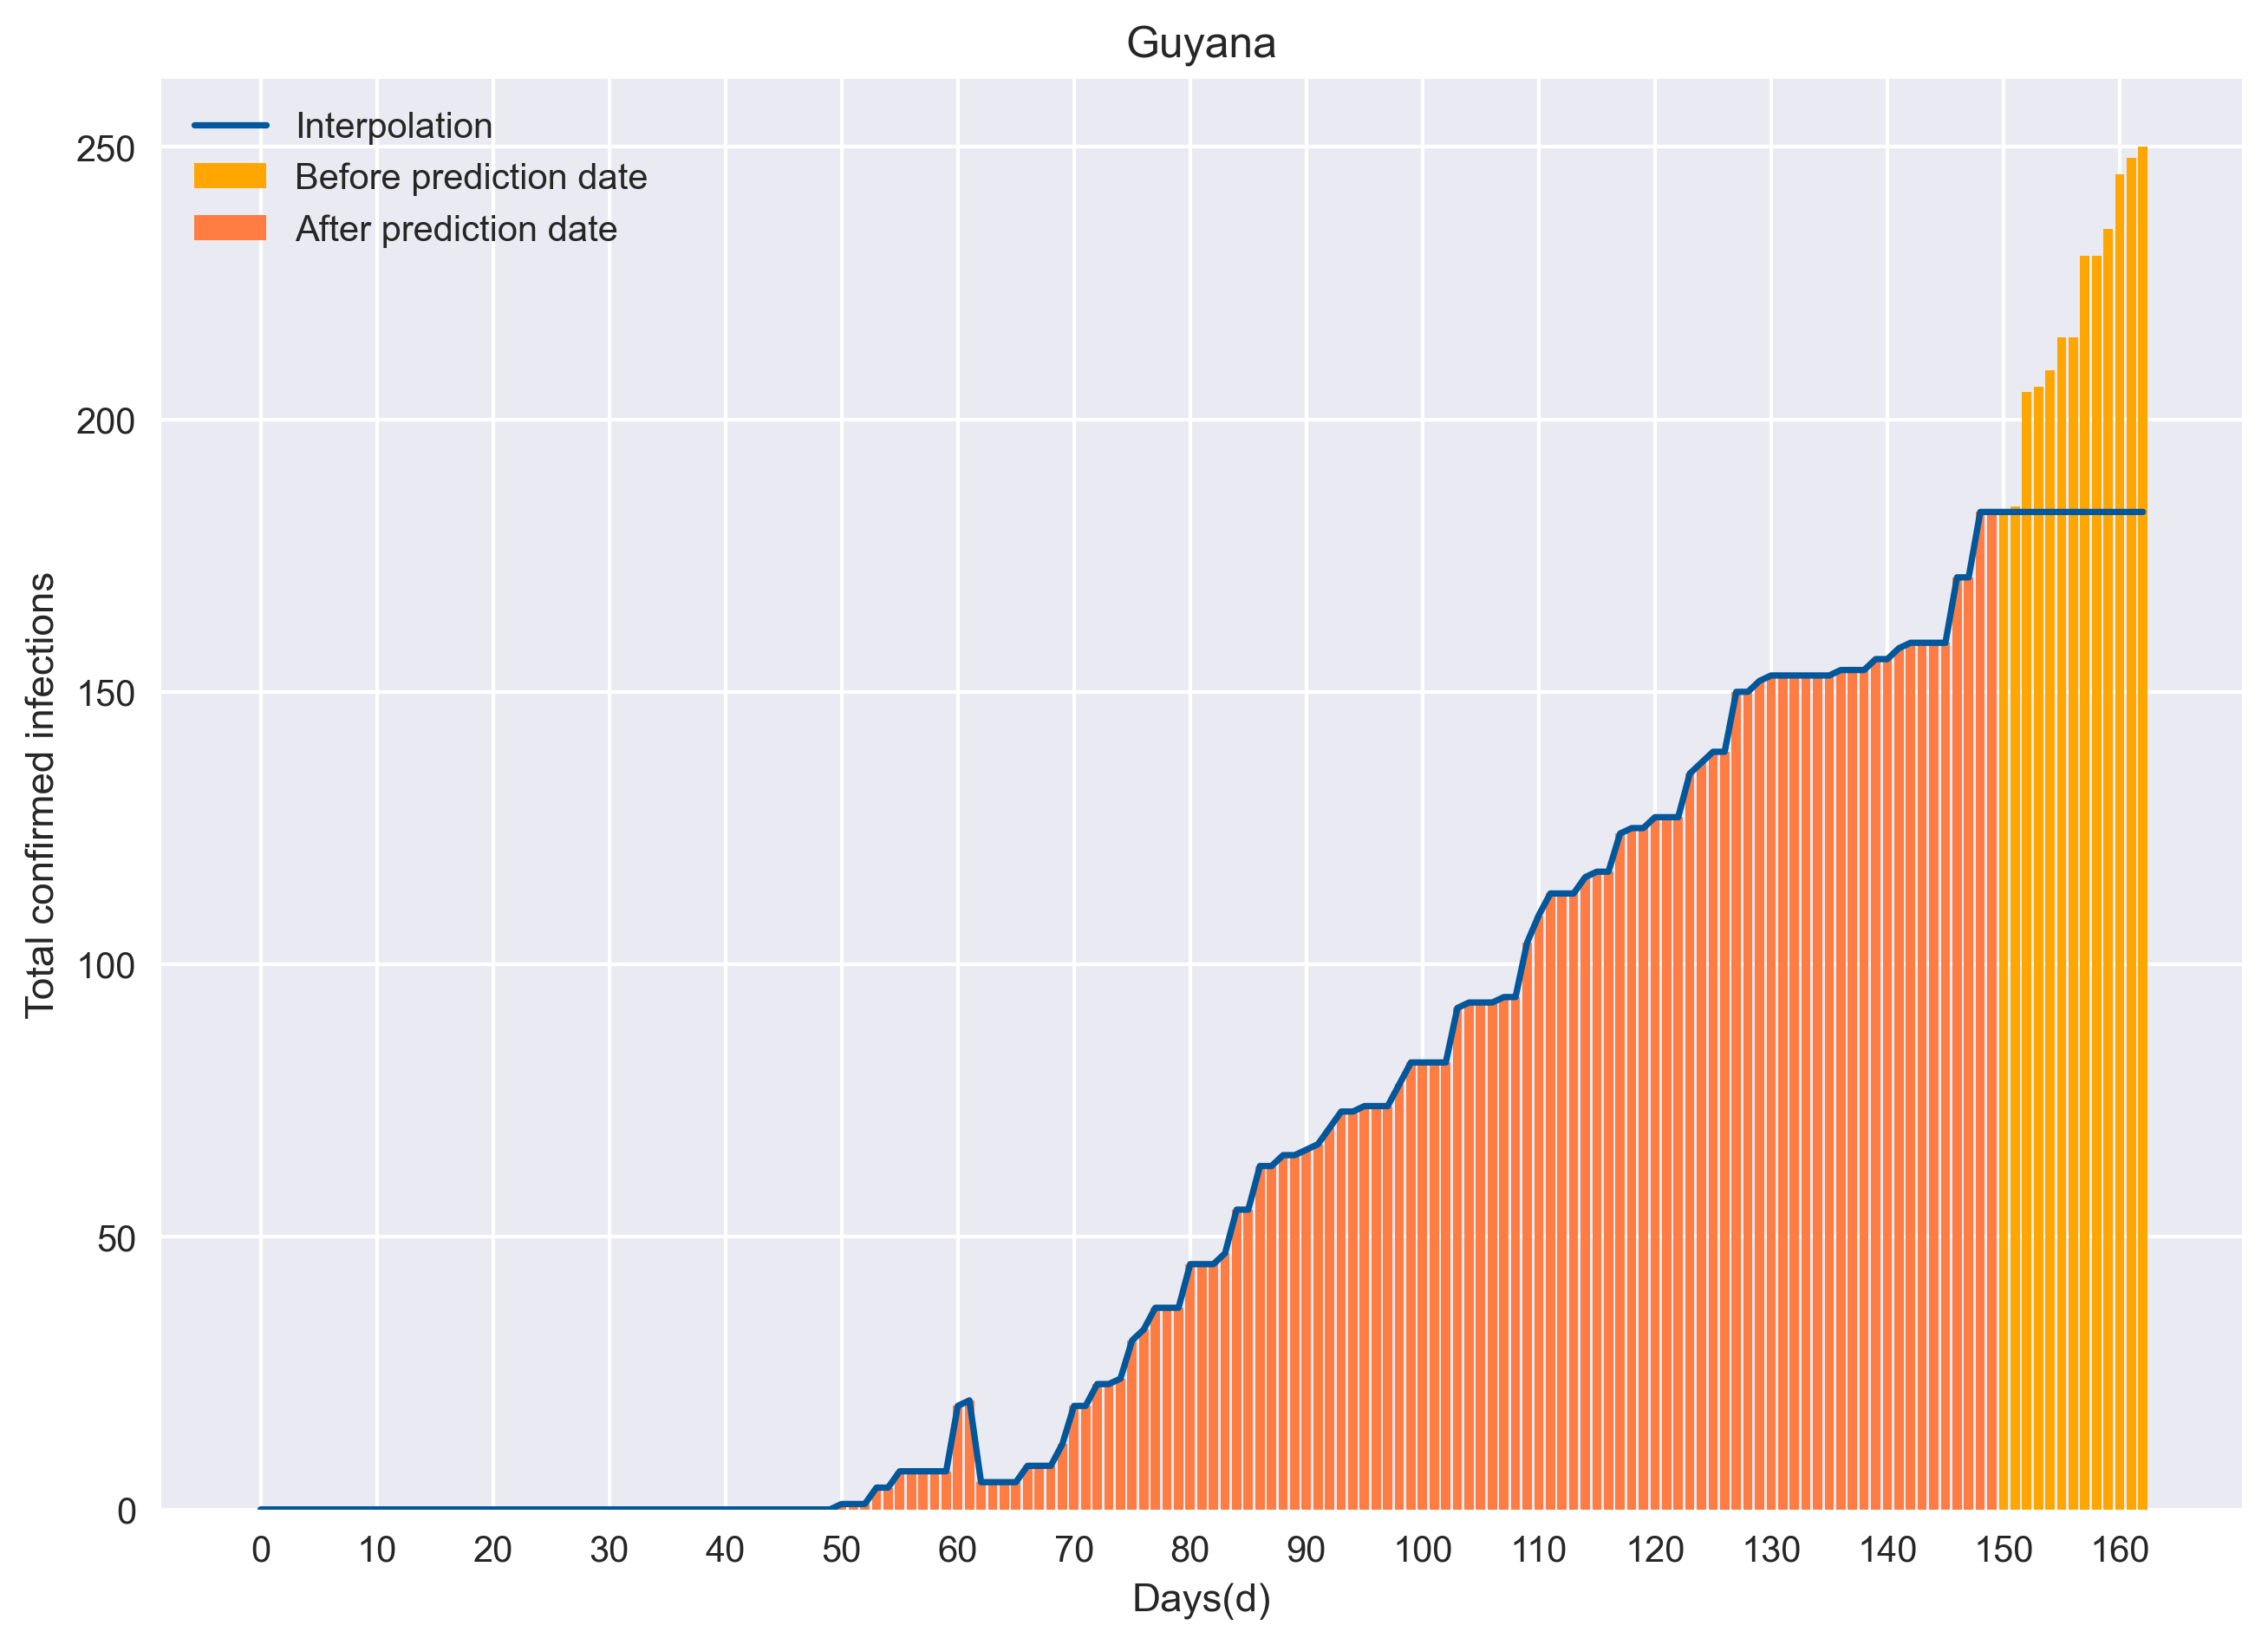 Guyana
Interpolation
Before prediction date
After prediction date
250
200
150
100
50
0
Total confirmed infections
0 10 20 30 40 50 60 70 80 90 100 110 120 130 140 150 160
Days(d)